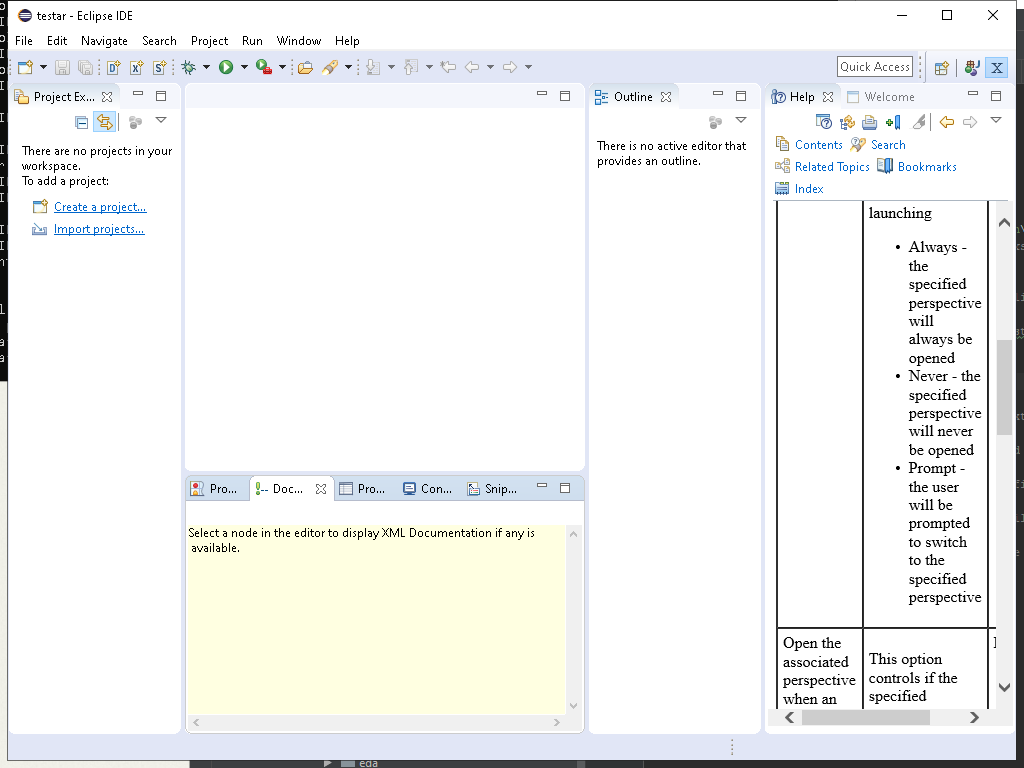 testar - Eclipse IDE
File Edit Navigate Search Project Run Window Help
Quick Access
Project Ex...
There are no projects in your
workspace.
To add a project:
Create a project...
Import projects...
Outline
There is no active editor that
provides an outline.
Help Welcome
Contents Search
Related Topics Bookmarks
Index
launching
• Always -
the
specified
perspective
will
always be
opened
• Never - the
specified
perspective
will never
be opened
• Prompt -
the user
will be
prompted
to switch
to the
specified
perspective
Open the
associated
perspective
when an
This option
controls if the
specified
Pro... Doc... Pro... Con... Snip...
Select a node in the editor to display XML Documentation if any is
available.
eda